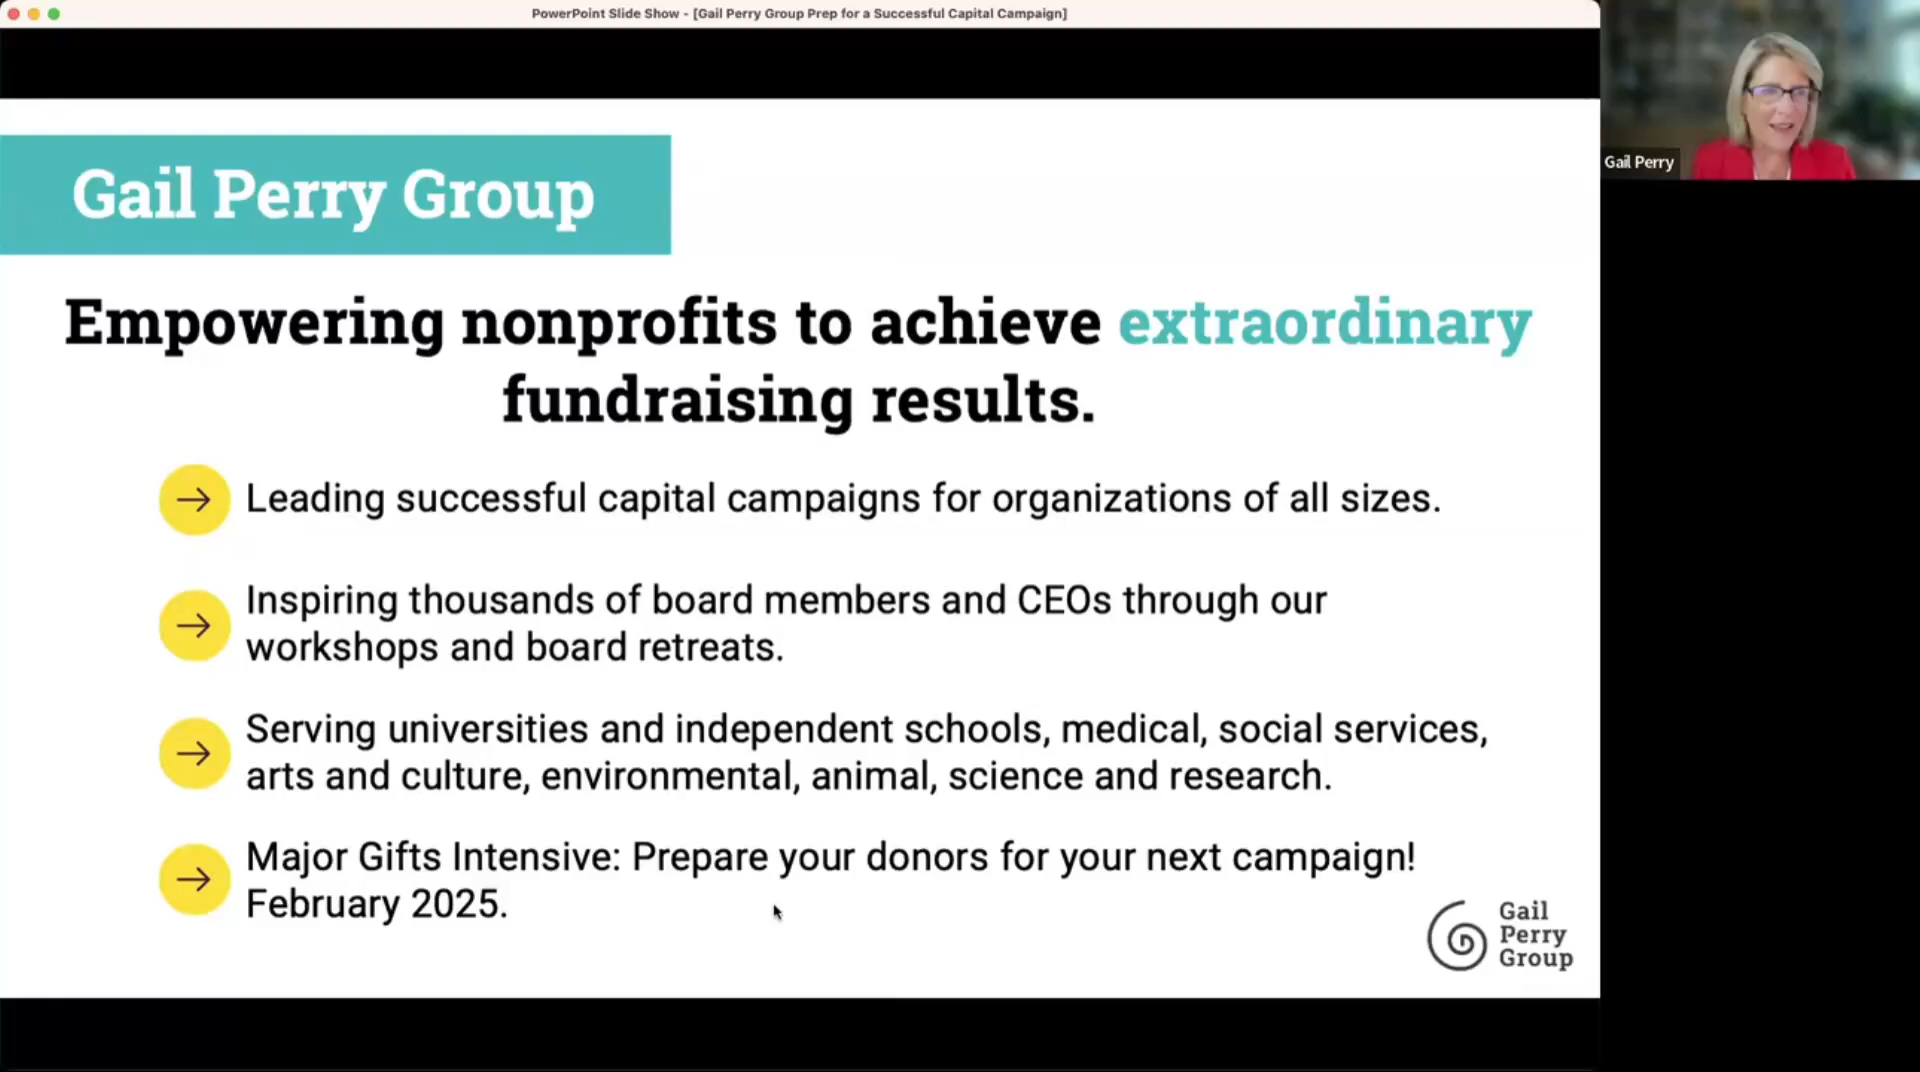 PowerPoint Slide Show - [Gail Perry Group Prep for a Successful Capital Campaign]
Gail Perry
Gail Perry Group
Empowering nonprofits to achieve extraordinary
fundraising results.
Leading successful capital campaigns for organizations of all sizes.
Inspiring thousands of board members and CEOs through our
workshops and board retreats.
Serving universities and independent schools, medical, social services,
arts and culture, environmental, animal, science and research.
Major Gifts Intensive: Prepare your donors for your next campaign!
February 2025.
Gail
Perry
Group